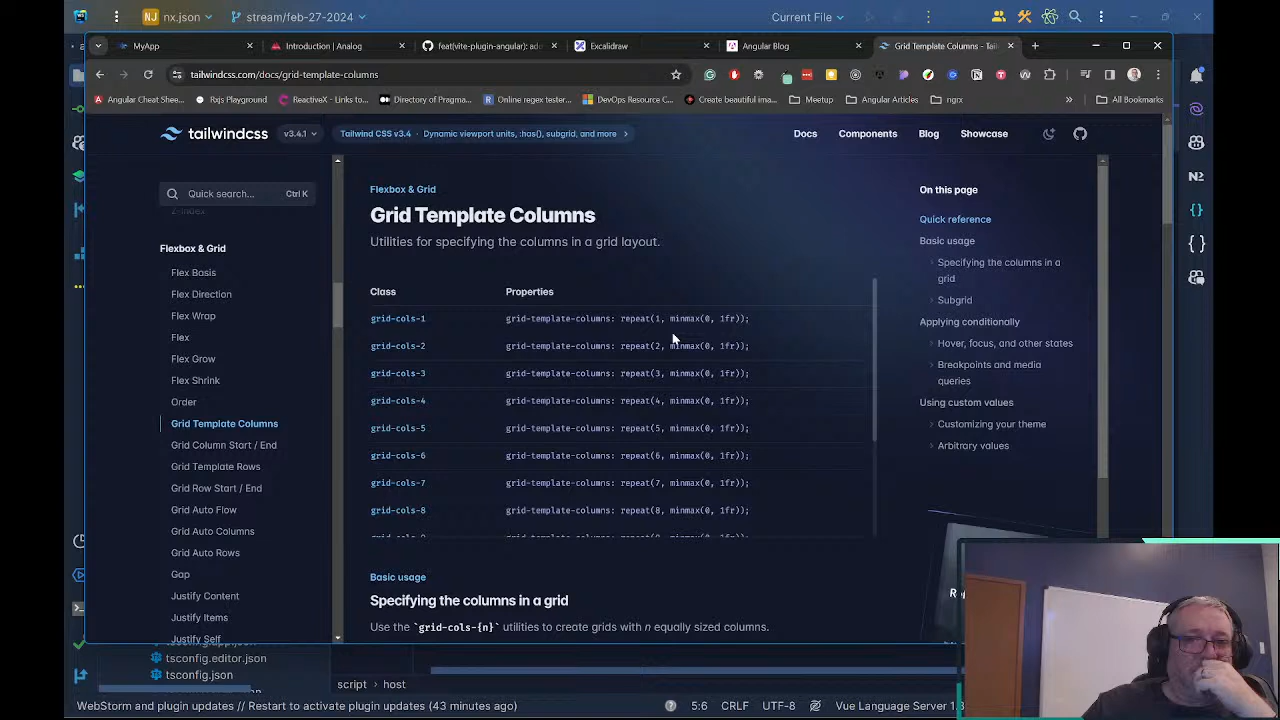 nx.json
stream/feb-27-2024
Current File
MyApp
Introduction | Analog
feat(vite-plugin-angular): ad
Excalidraw
Angular Blog
Grid Template Columns - Tail
tailwindcss.com/docs/grid-template-columns
Angular Cheat Shee...
Rxjs Playground
ReactiveX - Links to...
Directory of Pragma...
Online regex tester...
DevOps Resource C...
Create beautiful ima...
Meetup
Angular Articles
ngrx
All Bookmarks
tailwindcss
v3.4.1
Tailwind CSS v3.4 · Dynamic viewport units, :has(), subgrid, and more
Docs
Components
Blog
Showcase
Quick search...
Ctrl K
Z-Index
Flexbox & Grid
Flex Basis
Flex Direction
Flex Wrap
Flex
Flex Grow
Flex Shrink
Order
Grid Template Columns
Grid Column Start / End
Grid Template Rows
Grid Row Start / End
Grid Auto Flow
Grid Auto Columns
Grid Auto Rows
Gap
Justify Content
Justify Items
Justify Self
Flexbox & Grid
Grid Template Columns
Utilities for specifying the columns in a grid layout.
Class Properties
grid-cols-1 grid-template-columns: repeat(1, minmax(0, 1fr));
grid-cols-2 grid-template-columns: repeat(2, minmax(0, 1fr));
grid-cols-3 grid-template-columns: repeat(3, minmax(0, 1fr));
grid-cols-4 grid-template-columns: repeat(4, minmax(0, 1fr));
grid-cols-5 grid-template-columns: repeat(5, minmax(0, 1fr));
grid-cols-6 grid-template-columns: repeat(6, minmax(0, 1fr));
grid-cols-7 grid-template-columns: repeat(7, minmax(0, 1fr));
grid-cols-8 grid-template-columns: repeat(8, minmax(0, 1fr));
Basic usage
Specifying the columns in a grid
Use the `grid-cols-{n}` utilities to create grids with n equally sized columns.
On this page
Quick reference
Basic usage
Specifying the columns in a
grid
Subgrid
Applying conditionally
Hover, focus, and other states
Breakpoints and media
queries
Using custom values
Customizing your theme
Arbitrary values
tsconfig.editor.json
tsconfig.json
script > host
WebStorm and plugin updates // Restart to activate plugin updates (43 minutes ago)
5:6
CRLF
UTF-8
Vue Language Server